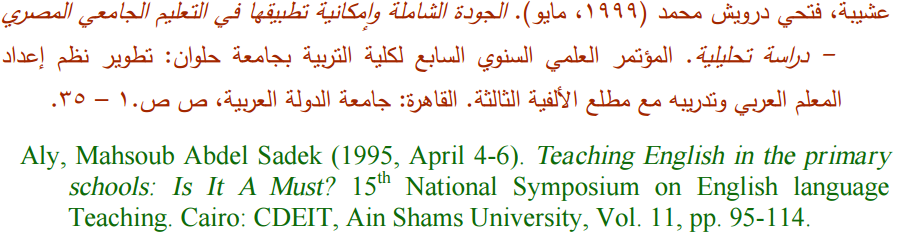 عشيبة، فتحي درويش محمد (١٩٩٩، مايو). الجودة الشاملة وإمكانية تطبيقها في التعليم الجامعي المصري
– دراسة تحليلية. المؤتمر العلمي السنوي السابع لكلية التربية بجامعة حلوان: تطوير نظم إعداد
المعلم العربي وتدريبه مع مطلع الألفية الثالثة. القاهرة: جامعة الدولة العربية، ص ص.١ – ٣٥.
Aly, Mahsoub Abdel Sadek (1995, April 4-6). Teaching English in the primary
schools: Is It A Must? 15th National Symposium on English language
Teaching. Cairo: CDEIT, Ain Shams University, Vol. 11, pp. 95-114.